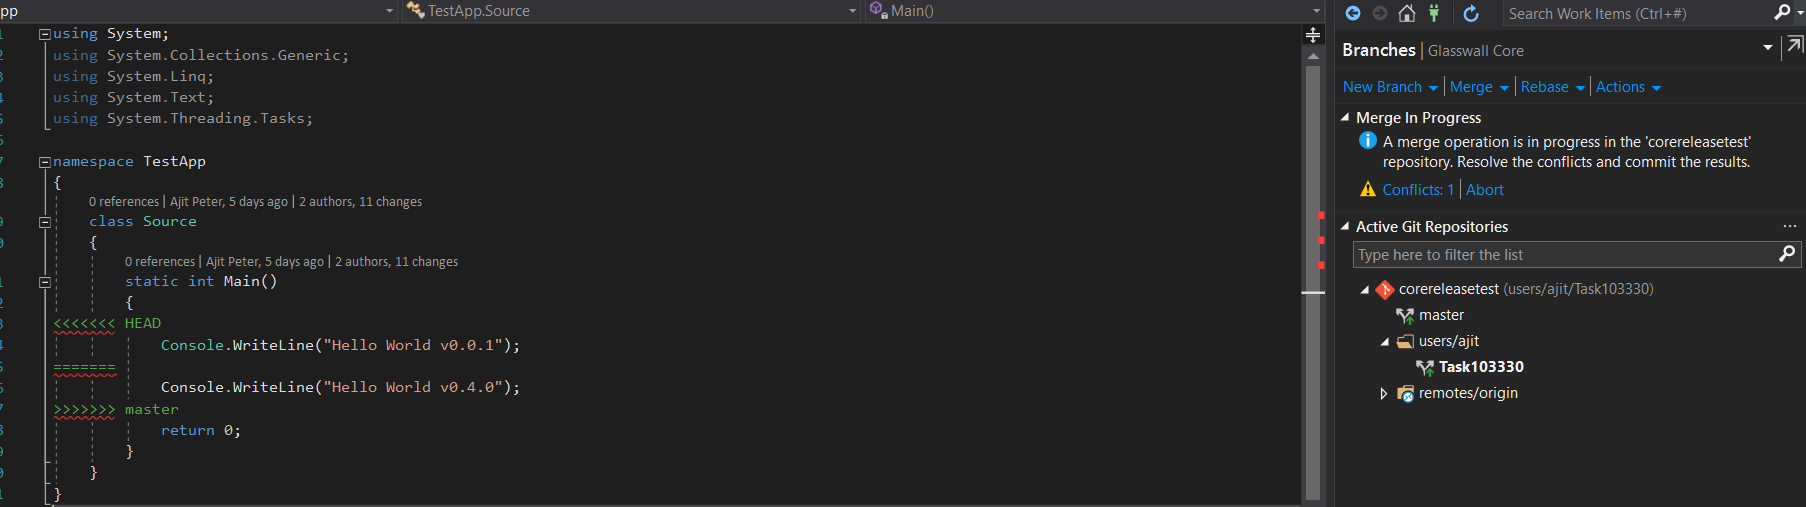 pp
TestApp.Source
Main()
using System;
using System.Collections.Generic;
using System.Linq;
using System.Text;
using System.Threading.Tasks;
namespace TestApp
{
0 references | Ajit Peter, 5 days ago | 2 authors, 11 changes
class Source
{
0 references | Ajit Peter, 5 days ago | 2 authors, 11 changes
static int Main()
{
<<<<<<< HEAD
Console.WriteLine("Hello World v0.0.1");
=======
Console.WriteLine("Hello World v0.4.0");
>>>>>>> master
return 0;
}
}
}
Search Work Items (Ctrl+#)
Branches | Glasswall Core
New Branch | Merge | Rebase | Actions
Merge In Progress
A merge operation is in progress in the 'corereleasetest'
repository. Resolve the conflicts and commit the results.
Conflicts: 1 | Abort
Active Git Repositories ...
Type here to filter the list
corereleasetest (users/ajit/Task103330)
master
users/ajit
Task103330
remotes/origin